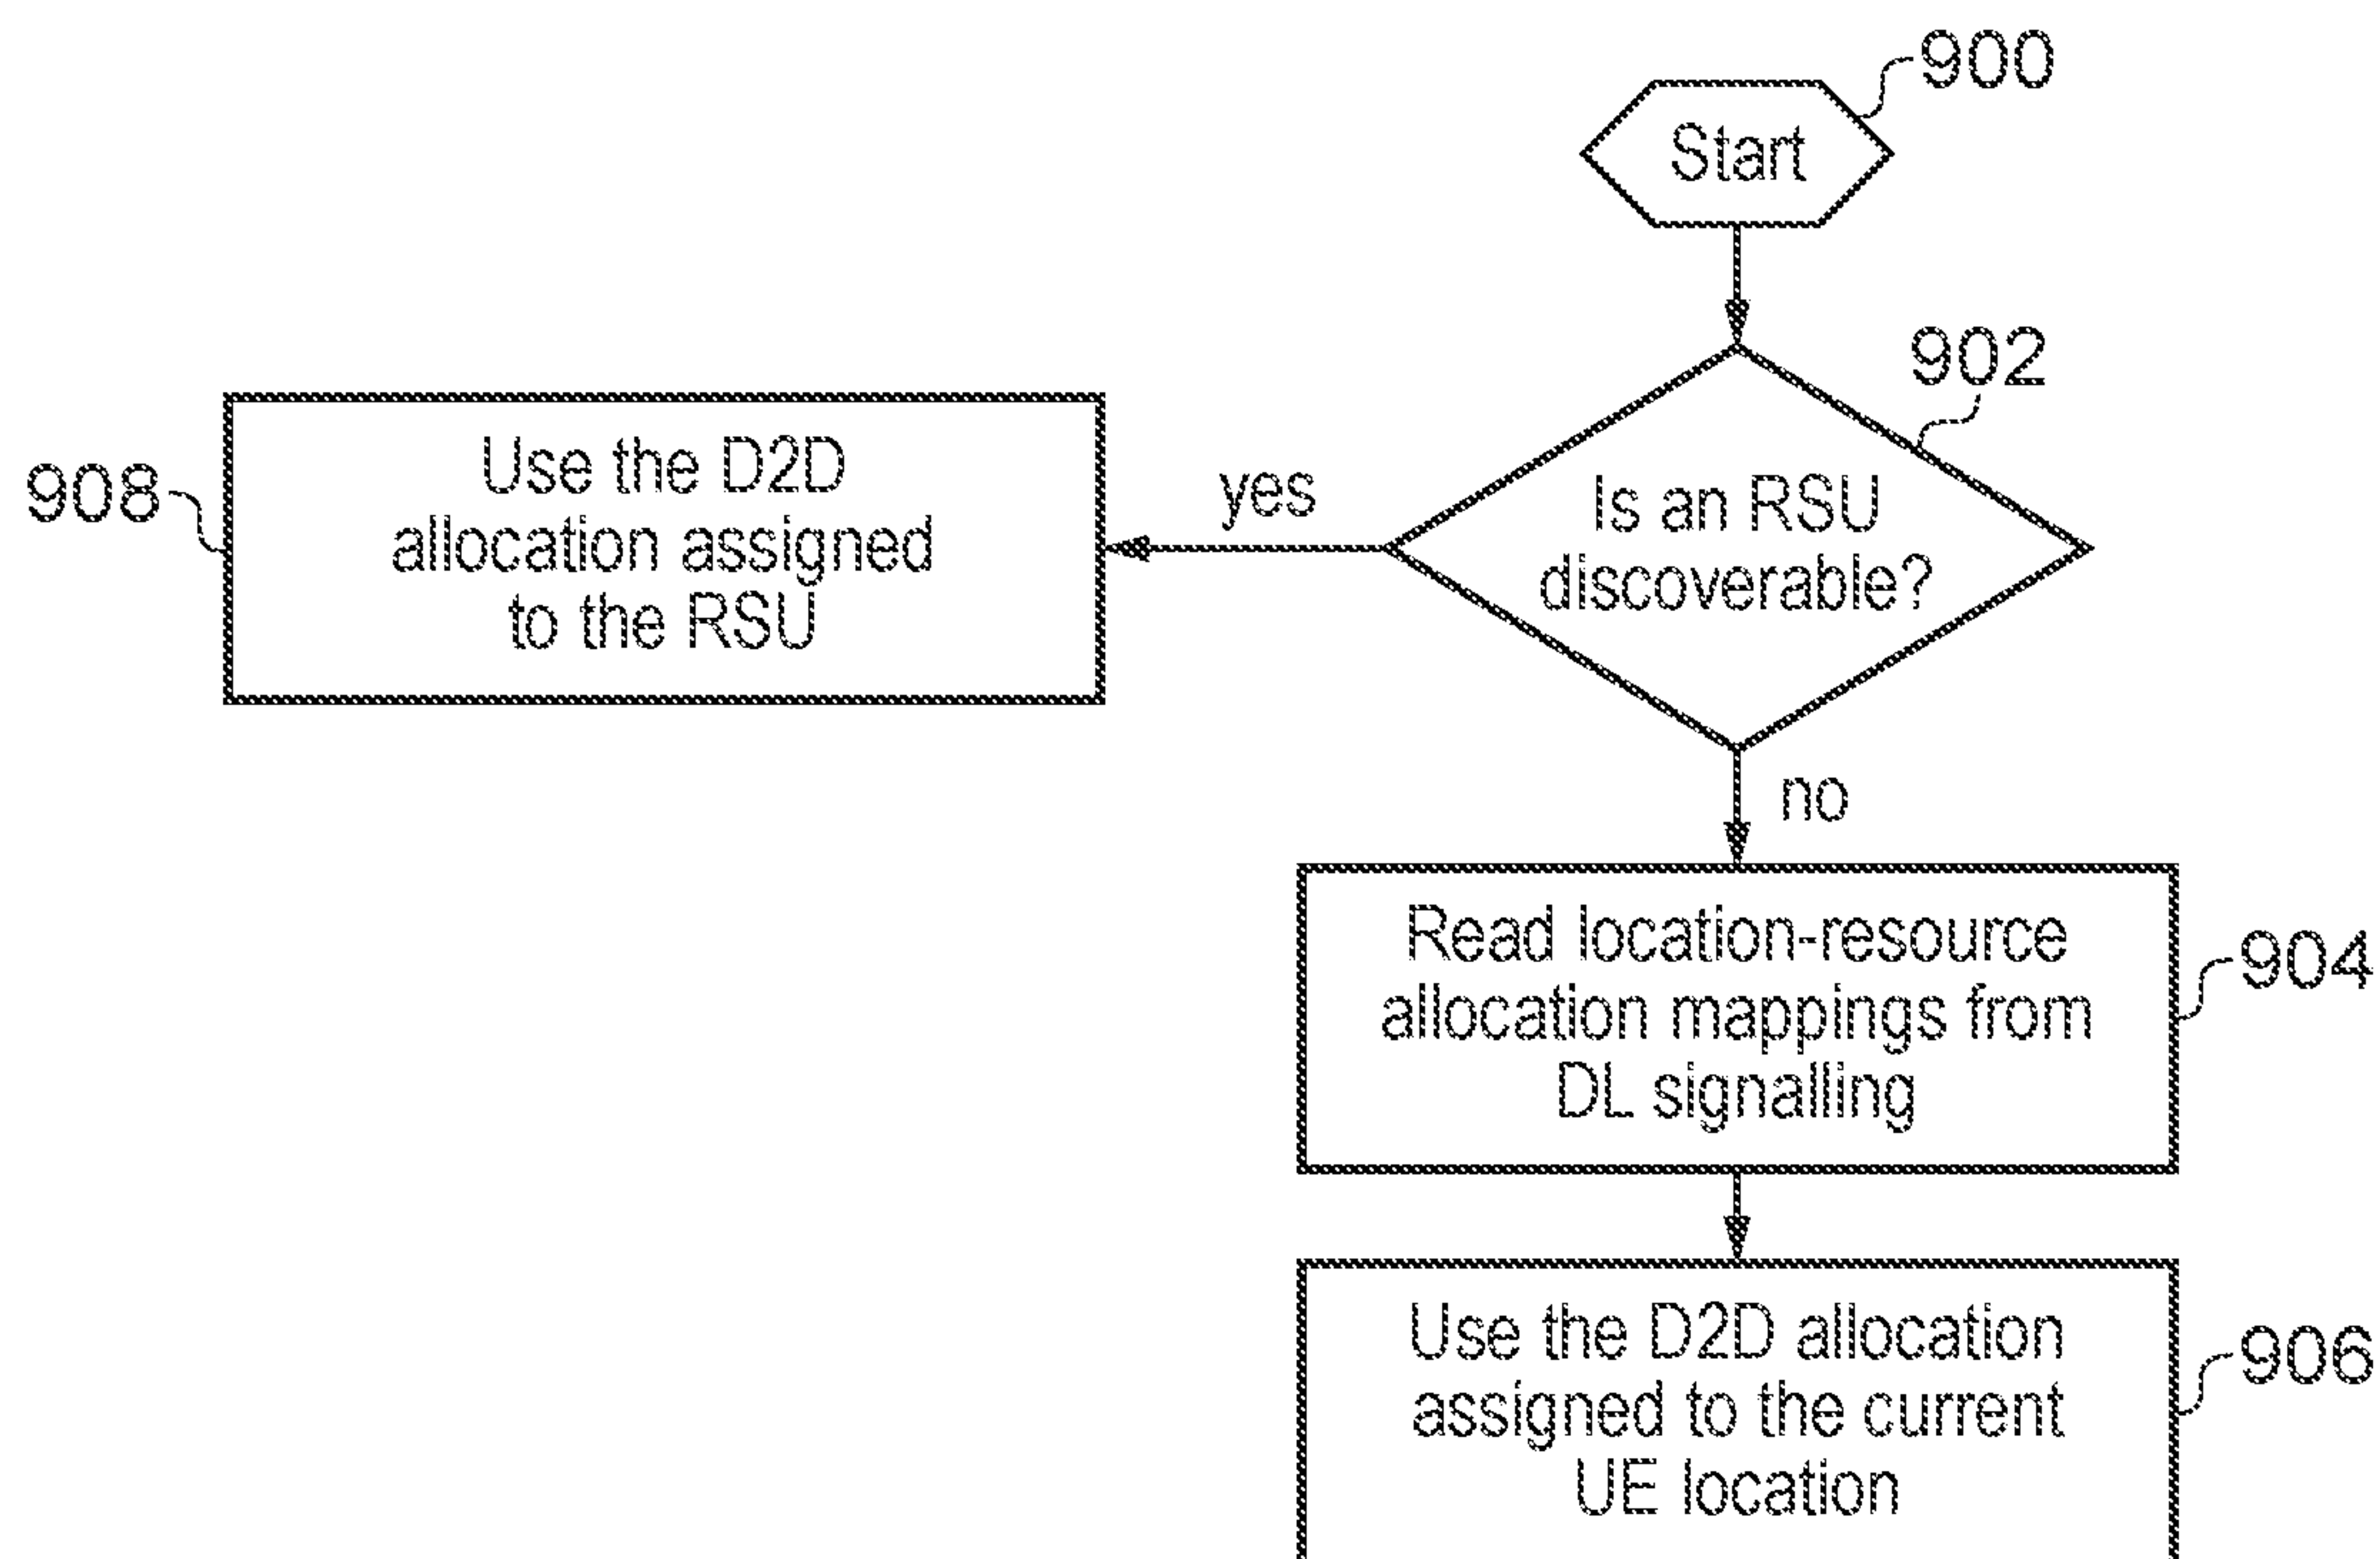 900
Start
902
Is an RSU
discoverable?
yes
908
Use the D2D
allocation assigned
to the RSU
no
Read location-resource
allocation mappings from
DL signalling
904
Use the D2D allocation
assigned to the current
UE location
906